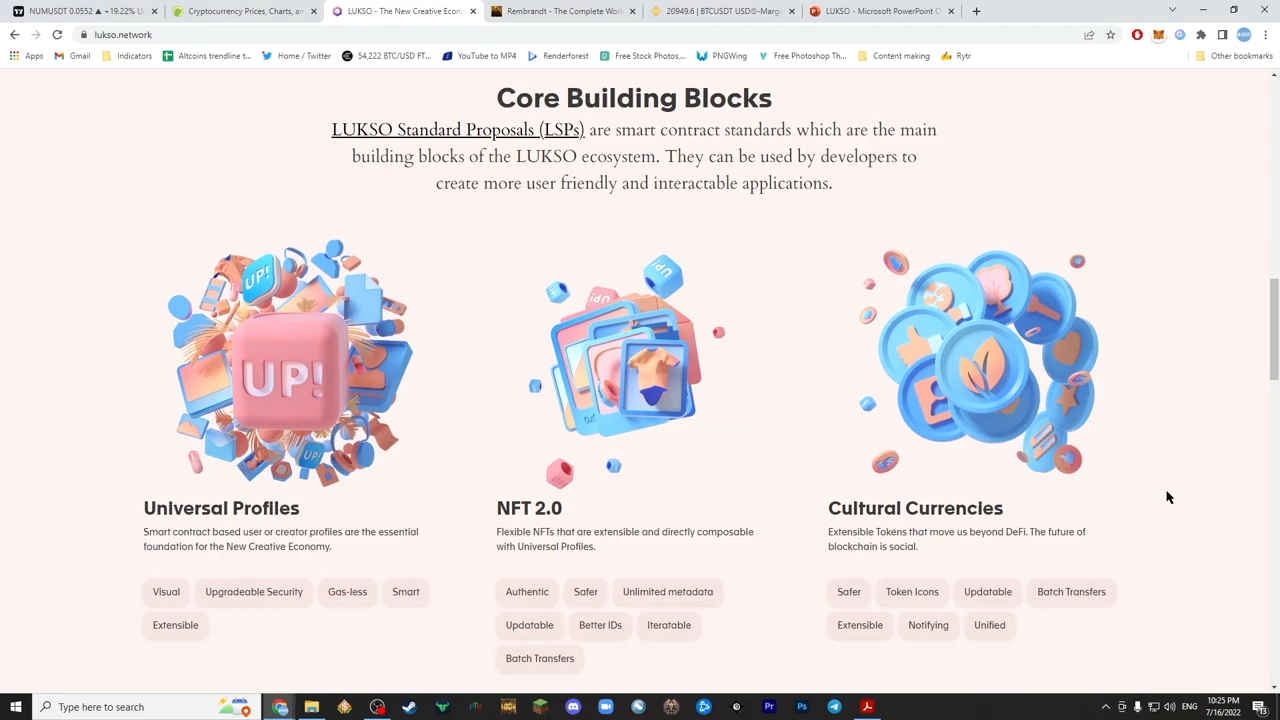 NUMUSDT 0.0552 ▲ +19.22% U
Cryptocurrency Prices, Charts, an
LUKSO - The New Creative Econ
Rembrandt - The Complete Wor
20949.6 | BTCUSDT USDⓈ-Margi
LUKSO - Microsoft PowerPoint O
lukso.network
Apps
Gmail
Indicators
Altcoins trendline t...
Home / Twitter
54,222 BTC/USD FT...
YouTube to MP4
Renderforest
Free Stock Photos,...
PNGWing
Free Photoshop Th...
Content making
Rytr
Other bookmarks
Core Building Blocks
LUKSO Standard Proposals (LSPs) are smart contract standards which are the main
building blocks of the LUKSO ecosystem. They can be used by developers to
create more user friendly and interactable applications.
UP!
UP!
UP!
UP!
UP!
Universal Profiles
Smart contract based user or creator profiles are the essential
foundation for the New Creative Economy.
Visual
Upgradeable Security
Gas-less
Smart
Extensible
NFT 2.0
Flexible NFTs that are extensible and directly composable
with Universal Profiles.
Authentic
Safer
Unlimited metadata
Updatable
Better IDs
Iteratable
Batch Transfers
Cultural Currencies
Extensible Tokens that move us beyond DeFi. The future of
blockchain is social.
Safer
Token Icons
Updatable
Batch Transfers
Extensible
Notifying
Unified
Type here to search
ENG
10:25 PM
7/16/2022